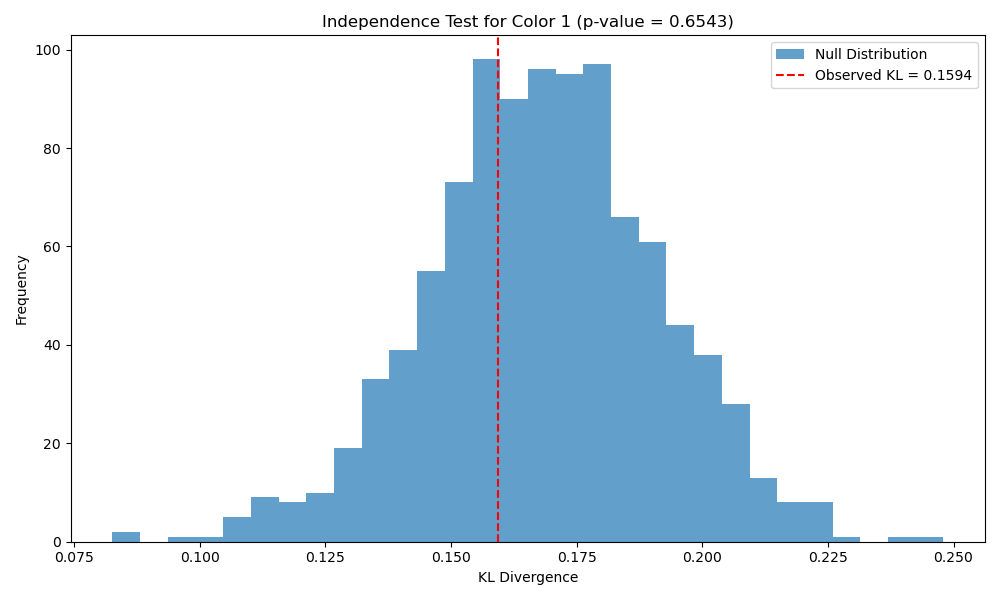 Independence Test for Color 1 (p-value = 0.6543)
Null Distribution
Observed KL = 0.1594
100
80
60
40
20
0
Frequency
0.075 0.100 0.125 0.150 0.175 0.200 0.225 0.250
KL Divergence